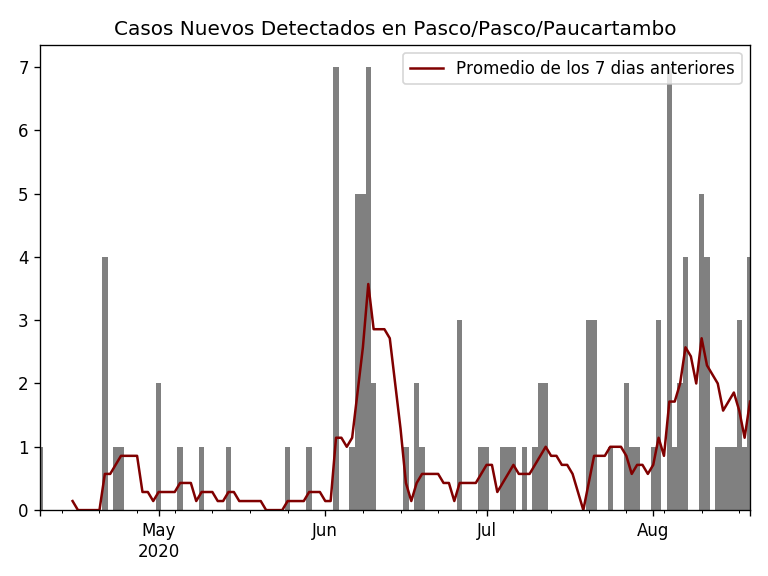 Casos Nuevos Detectados en Pasco/Pasco/Paucartambo
Promedio de los 7 dias anteriores
7
6
5
4
3
2
1
0
May
2020
Jun
Jul
Aug